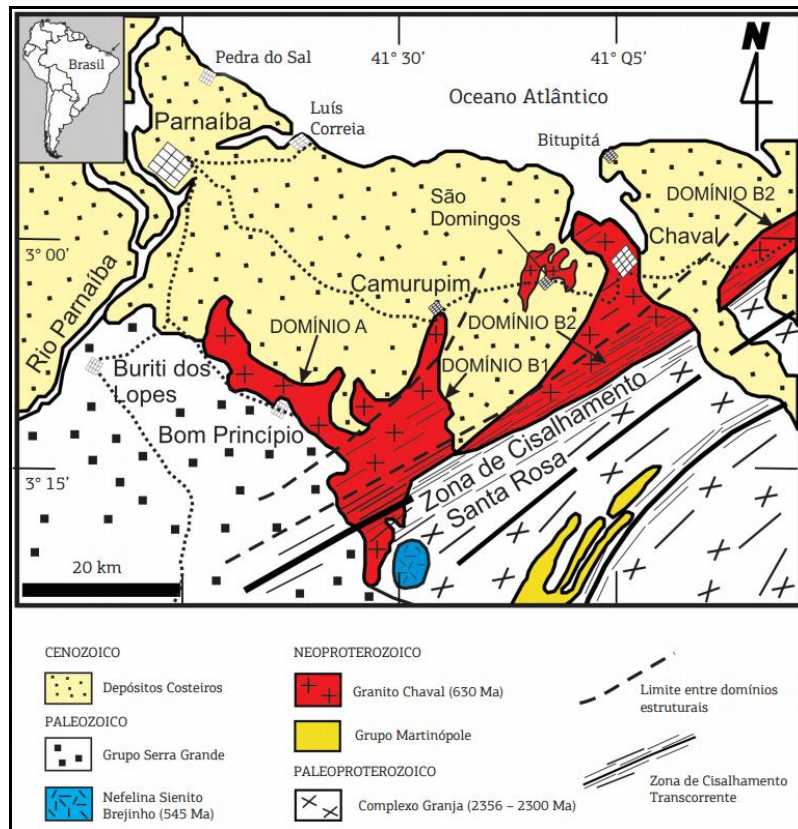 Brasil
Pedra do Sal
41° 30’
41° 05’
N
Oceano Atlântico
Luís
Correia
Parnaíba
Bitupitá
São
Domingos
DOMÍNIO B2
Chaval
3° 00’
Rio Parnaíba
Camurupim
DOMÍNIO A
DOMÍNIO B2
DOMÍNIO B1
Buriti dos
Lopes
Bom Princípio
Zona de Cisalhamento
Santa Rosa
3° 15’
20 km
CENOZOICO
Depósitos Costeiros
PALEOZOICO
Grupo Serra Grande
Nefelina Sienito
Brejinho (545 Ma)
NEOPROTEROZOICO
Granito Chaval (630 Ma)
Grupo Martinópole
PALEOPROTEROZOICO
Complexo Granja (2356 – 2300 Ma)
Limite entre domínios
estruturais
Zona de Cisalhamento
Transcorrente